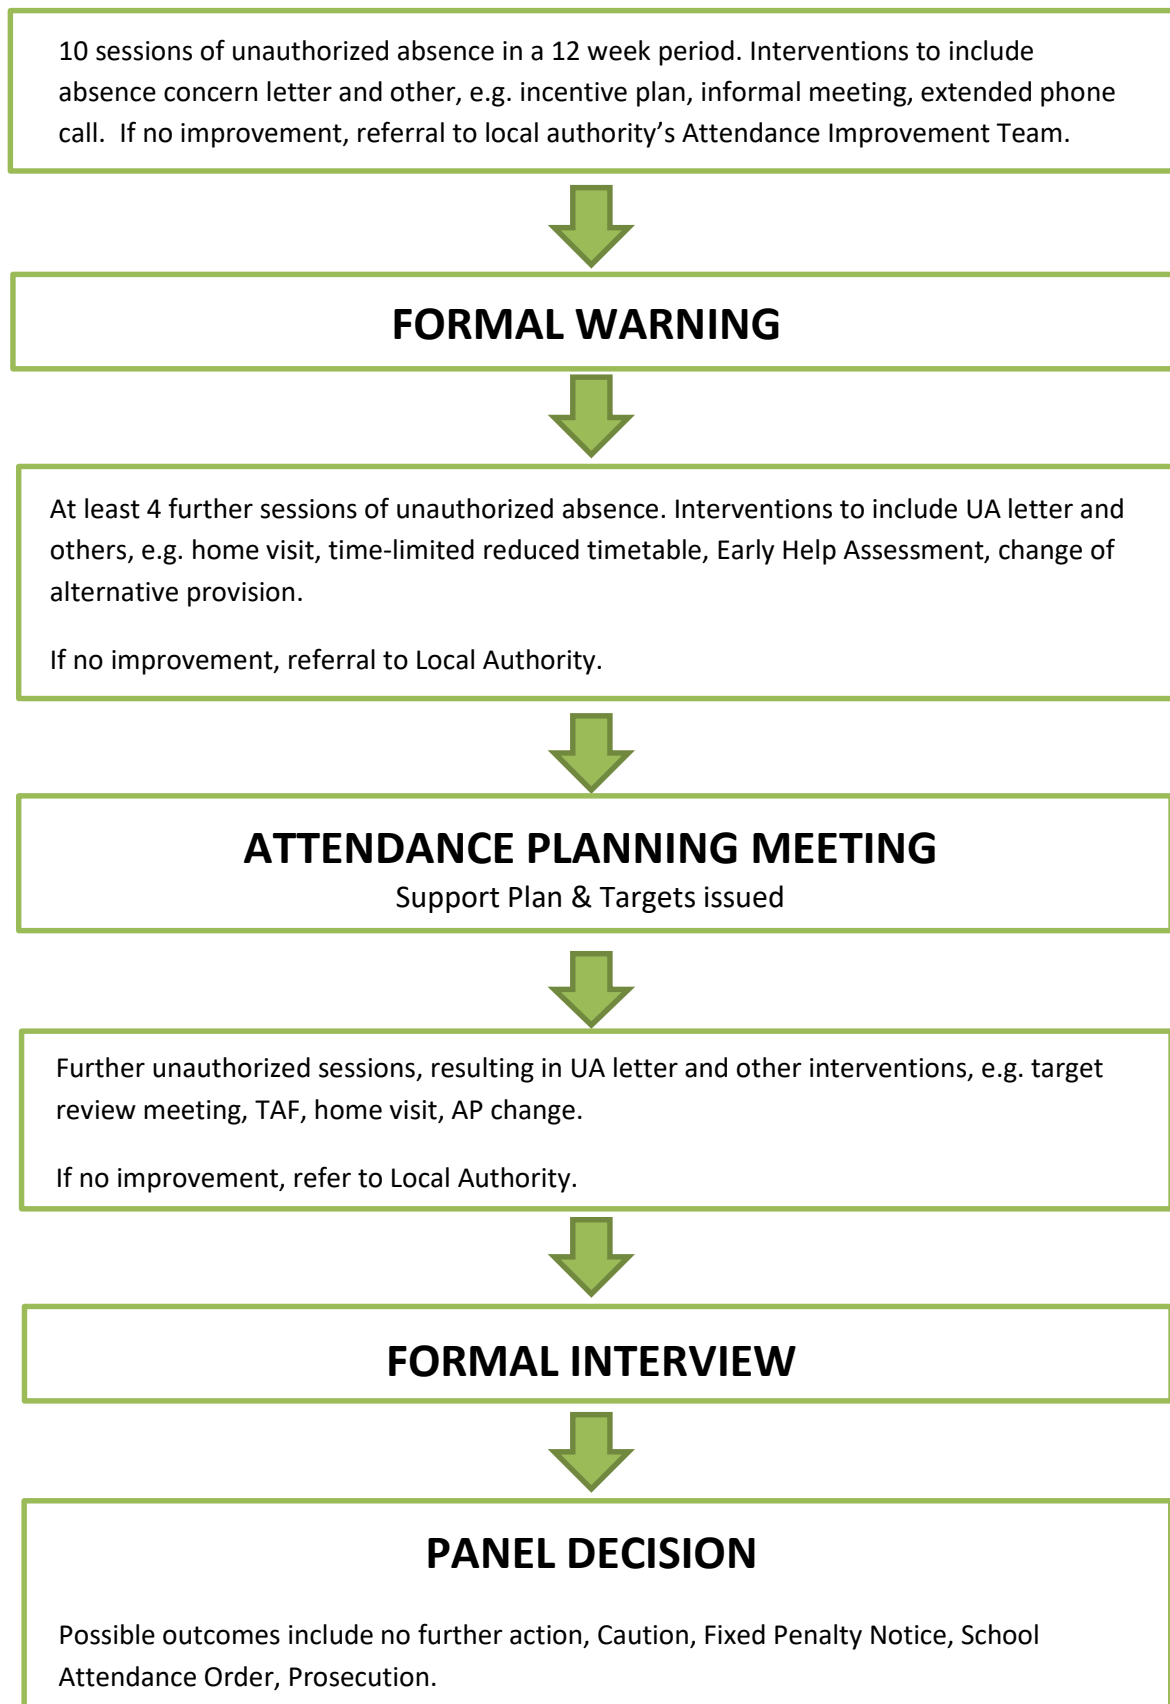 10 sessions of unauthorized absence in a 12 week period. Interventions to include
absence concern letter and other, e.g. incentive plan, informal meeting, extended phone
call.  If no improvement, referral to local authority’s Attendance Improvement Team.
FORMAL WARNING
At least 4 further sessions of unauthorized absence. Interventions to include UA letter and
others, e.g. home visit, time-limited reduced timetable, Early Help Assessment, change of
alternative provision.
If no improvement, referral to Local Authority.
ATTENDANCE PLANNING MEETING
Support Plan & Targets issued
Further unauthorized sessions, resulting in UA letter and other interventions, e.g. target
review meeting, TAF, home visit, AP change.
If no improvement, refer to Local Authority.
FORMAL INTERVIEW
PANEL DECISION
Possible outcomes include no further action, Caution, Fixed Penalty Notice, School
Attendance Order, Prosecution.